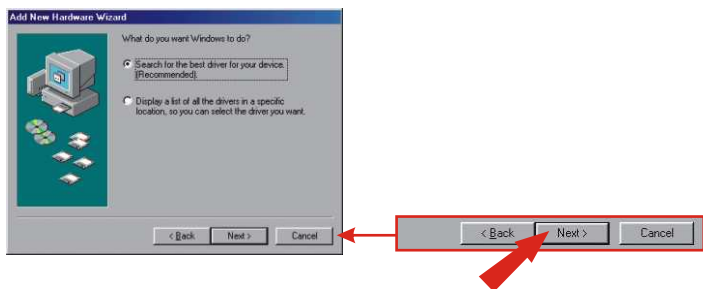 Add New Hardware Wizard
What do you want Windows to do?
Search for the best driver for your device.
(Recommended).
Display a list of all the drivers in a specific
location, so you can select the driver you want.
< Back Next > Cancel
< Back Next > Cancel